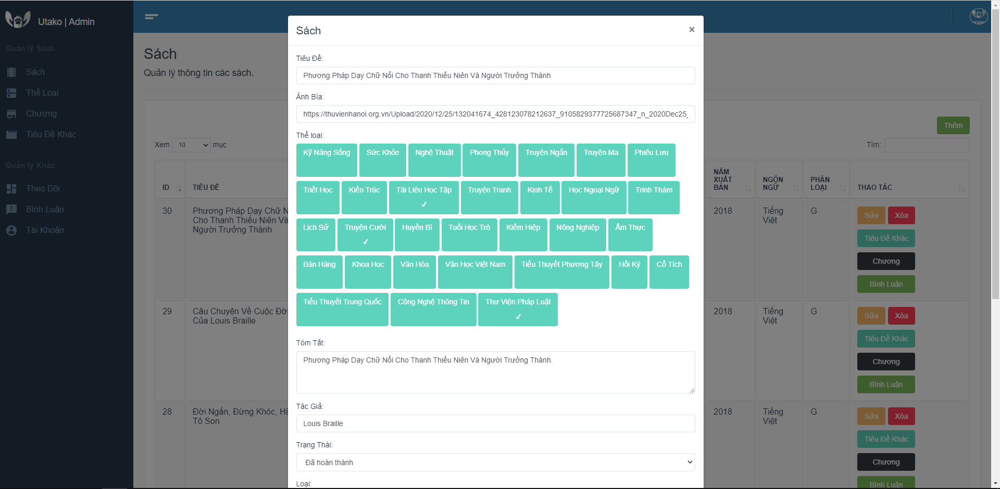 Utako | Admin
Quản lý Sách
Sách
Thể Loại
Chương
Tiêu Đề Khác
Quản lý Khác
Theo Dõi
Bình Luận
Tài Khoản
Sách
Quản lý thông tin các sách.
Thêm
Xem 10 mục
Tìm:
ID TIÊU ĐỀ
NĂM XUẤT BẢN
NGÔN NGỮ
PHÂN LOẠI
THAO TÁC
30
Phương Pháp Dạy Chữ N
Cho Thanh Thiếu Niên Và
Người Trưởng Thành
2018
Tiếng Việt
G
Sửa Xóa
Tiêu Đề Khác
Chương
Bình Luận
29
Câu Chuyện Về Cuộc Đời
Của Louis Braille
2018
Tiếng Việt
G
Sửa Xóa
Tiêu Đề Khác
Chương
Bình Luận
28
Đời Ngắn, Đừng Khóc, Hã
Tô Son
2018
Tiếng Việt
G
Sửa Xóa
Tiêu Đề Khác
Chương
Bình Luận
Sách ×
Tiêu Đề:
Phương Pháp Dạy Chữ Nổi Cho Thanh Thiếu Niên Và Người Trưởng Thành
Ảnh Bìa:
https://thuvienhanoi.org.vn/Upload/2020/12/25/132041674_428123078212637_9105829377725687347_n_2020Dec25_
Thể loại:
Kỹ Năng Sống Sức Khỏe Nghệ Thuật Phong Thủy Truyện Ngắn Truyện Ma Phiêu Lưu
Triết Học Kiến Trúc Tài Liệu Học Tập Truyện Tranh Kinh Tế Học Ngoại Ngữ Trinh Thám
✓
Lịch Sử Truyện Cười Huyền Bí Tuổi Học Trò Kiếm Hiệp Nông Nghiệp Ẩm Thực
✓
Bán Hàng Khoa Học Văn Hóa Văn Học Việt Nam Tiểu Thuyết Phương Tây Hồi Ký Cổ Tích
Tiểu Thuyết Trung Quốc Công Nghệ Thông Tin Thư Viện Pháp Luật
✓
Tóm Tắt:
Phương Pháp Dạy Chữ Nổi Cho Thanh Thiếu Niên Và Người Trưởng Thành.
Tác Giả:
Louis Braille
Trạng Thái:
Đã hoàn thành
Loại: